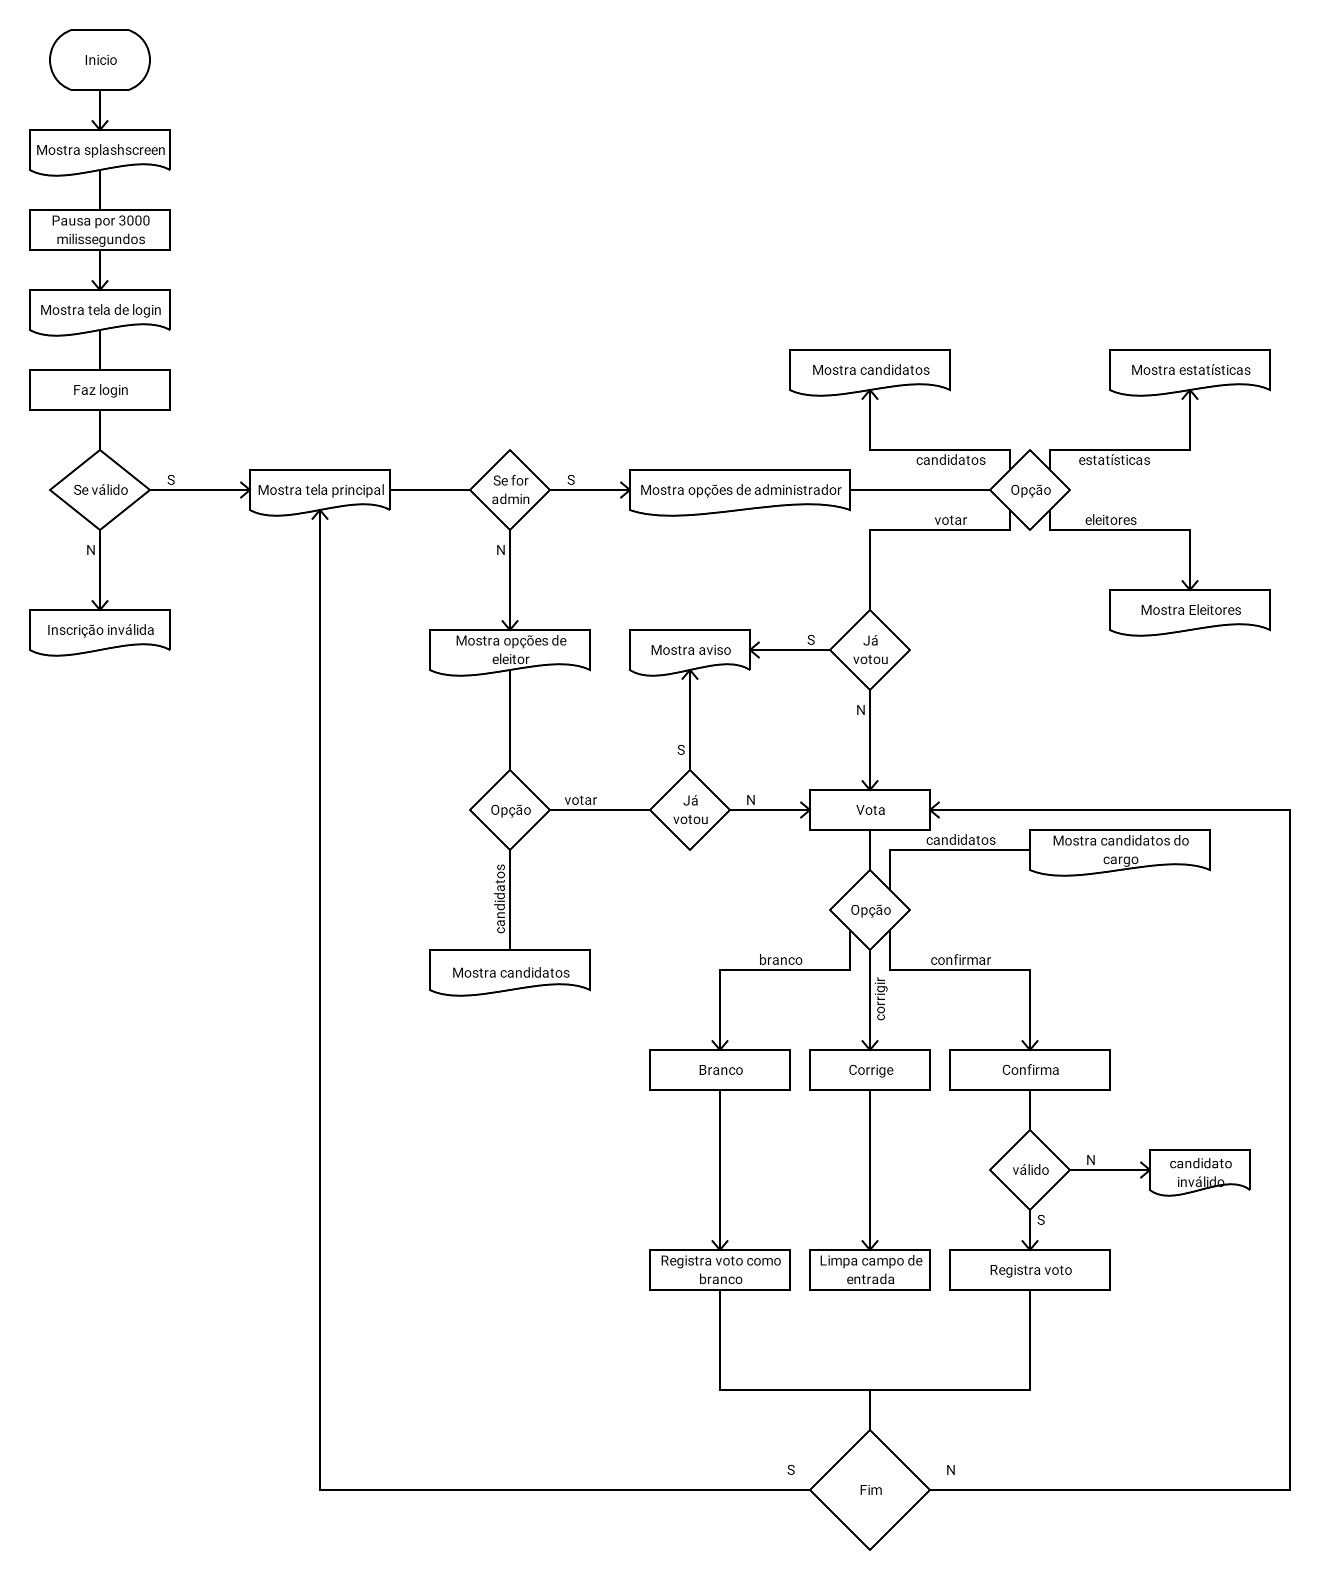 Inicio
Mostra splashscreen
Pausa por 3000
milissegundos
Mostra tela de login
Faz login
Se válido
S
N
Inscrição inválida
Mostra tela principal
Se for
admin
S
N
Mostra opções de administrador
Opção
candidatos
Mostra candidatos
estatísticas
Mostra estatísticas
votar
eleitores
Mostra Eleitores
Mostra opções de
eleitor
Mostra aviso
S
Já
votou
N
S
Opção
votar
Já
votou
N
Vota
candidatos
Mostra candidatos
candidatos
Mostra candidatos do
cargo
Opção
branco
corrigir
confirmar
Branco
Corrige
Confirma
válido
N
candidato
inválido
S
Registra voto como
branco
Limpa campo de
entrada
Registra voto
S
Fim
N